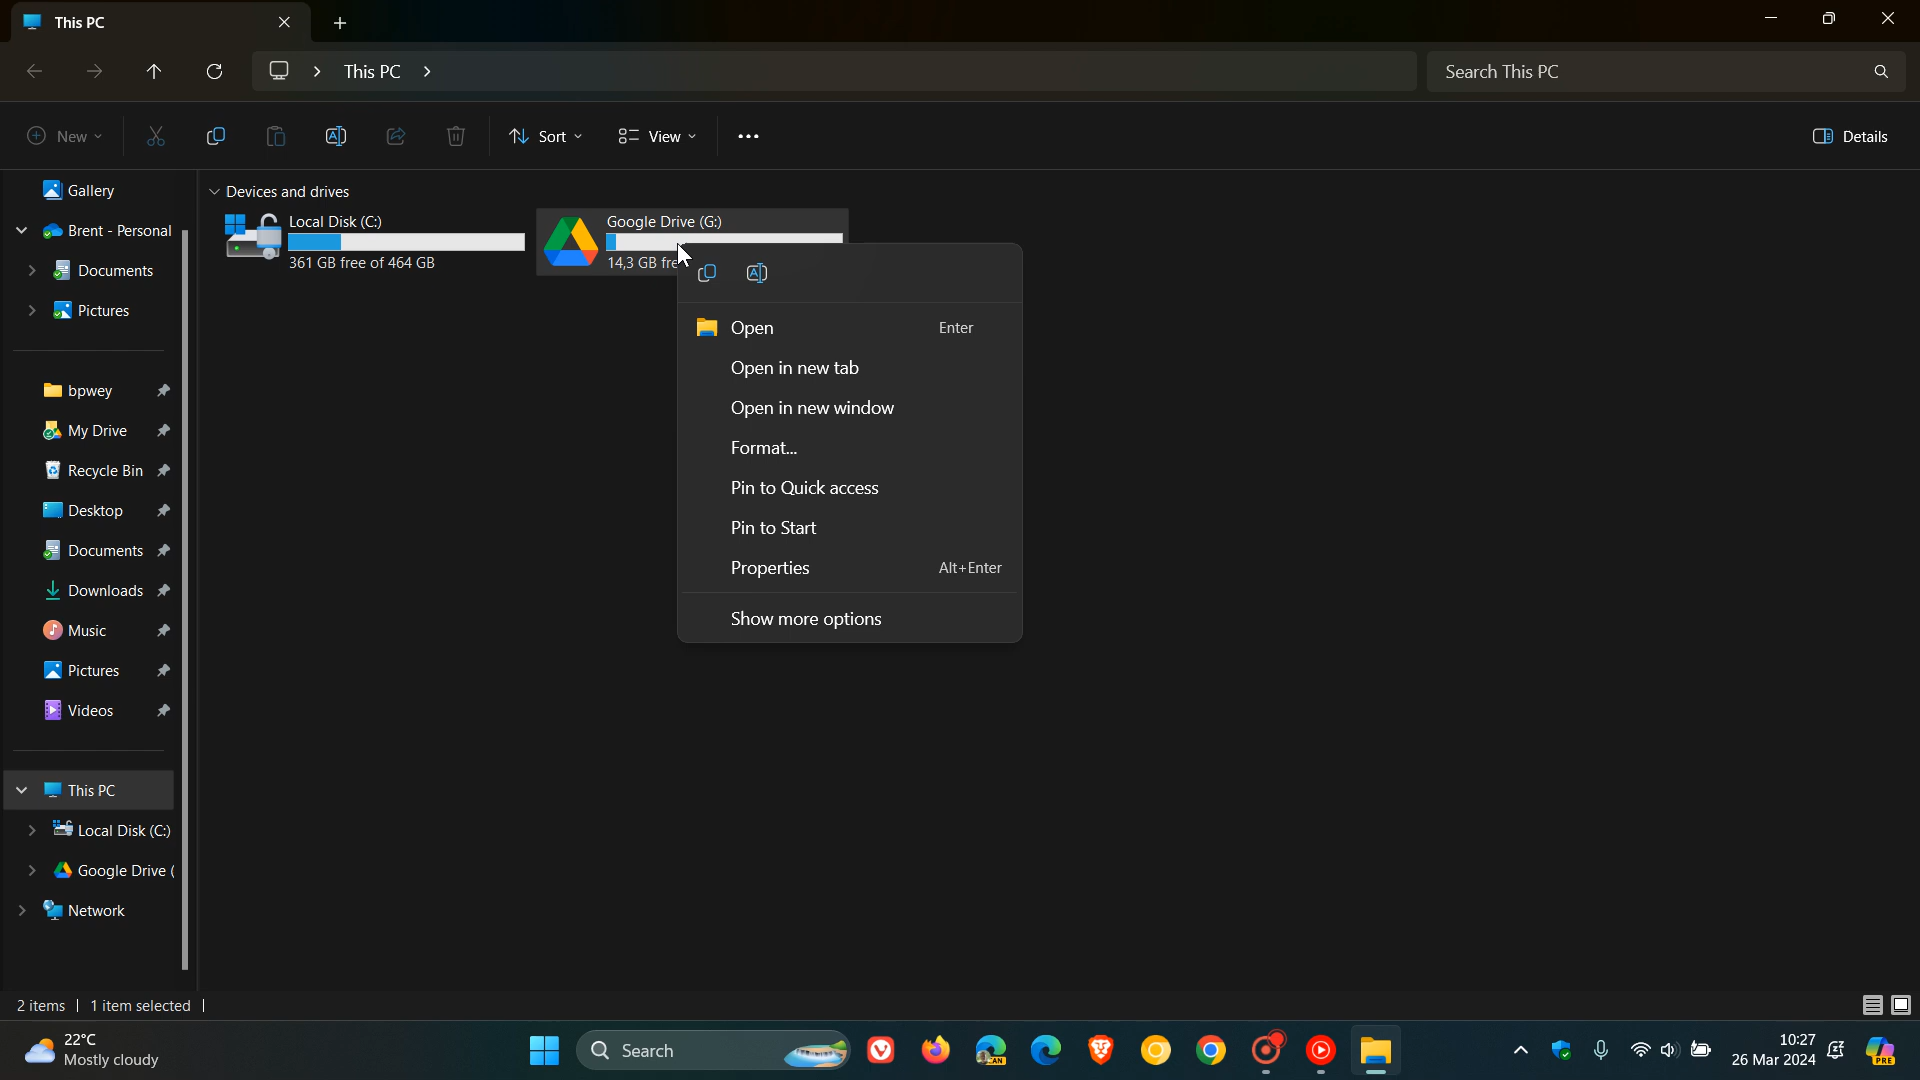 This PC
This PC
Search This PC
New
Sort
View
Details
Gallery
Brent - Personal
Documents
Pictures
bpwey
My Drive
Recycle Bin
Desktop
Documents
Downloads
Music
Pictures
Videos
This PC
Local Disk (C:)
Google Drive (
Network
Devices and drives
Local Disk (C:)
361 GB free of 464 GB
Google Drive (G:)
14,3 GB fre
Open Enter
Open in new tab
Open in new window
Format...
Pin to Quick access
Pin to Start
Properties Alt+Enter
Show more options
2 items 1 item selected
22°C
Mostly cloudy
Search
CAN
10:27
26 Mar 2024
PRE